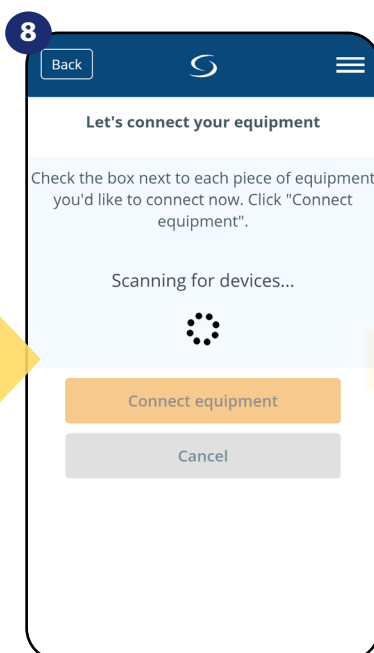 8
Back
Let's connect your equipment
Check the box next to each piece of equipment
you'd like to connect now. Click "Connect
equipment".
Scanning for devices...
Connect equipment
Cancel